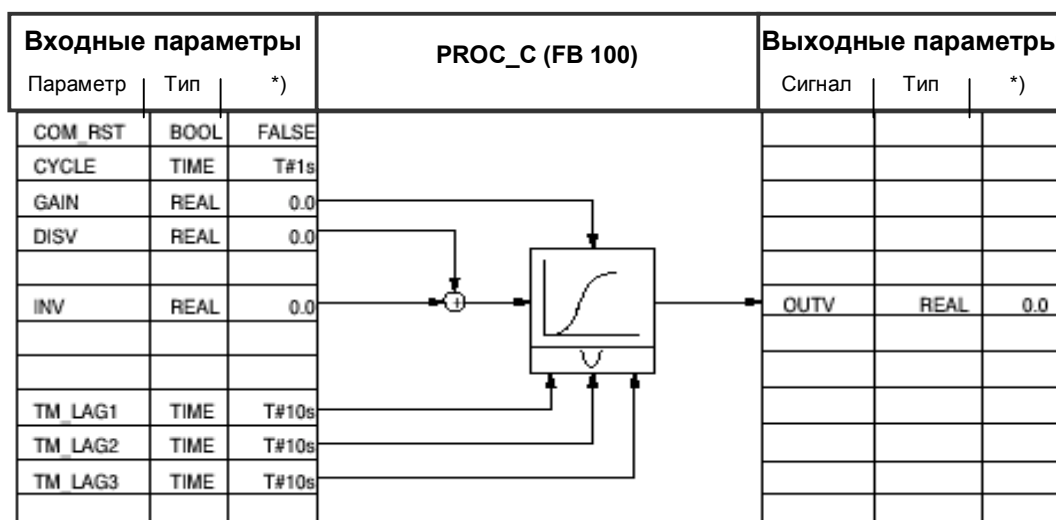 Входные параметры PROC_C (FB 100) Выходные параметры
Параметр Тип *) Сигнал Тип *)
COM_RST BOOL FALSE
CYCLE TIME T#1s
GAIN REAL 0.0
DISV REAL 0.0
INV REAL 0.0 + OUTV REAL 0.0
TM_LAG1 TIME T#10s
TM_LAG2 TIME T#10s
TM_LAG3 TIME T#10s